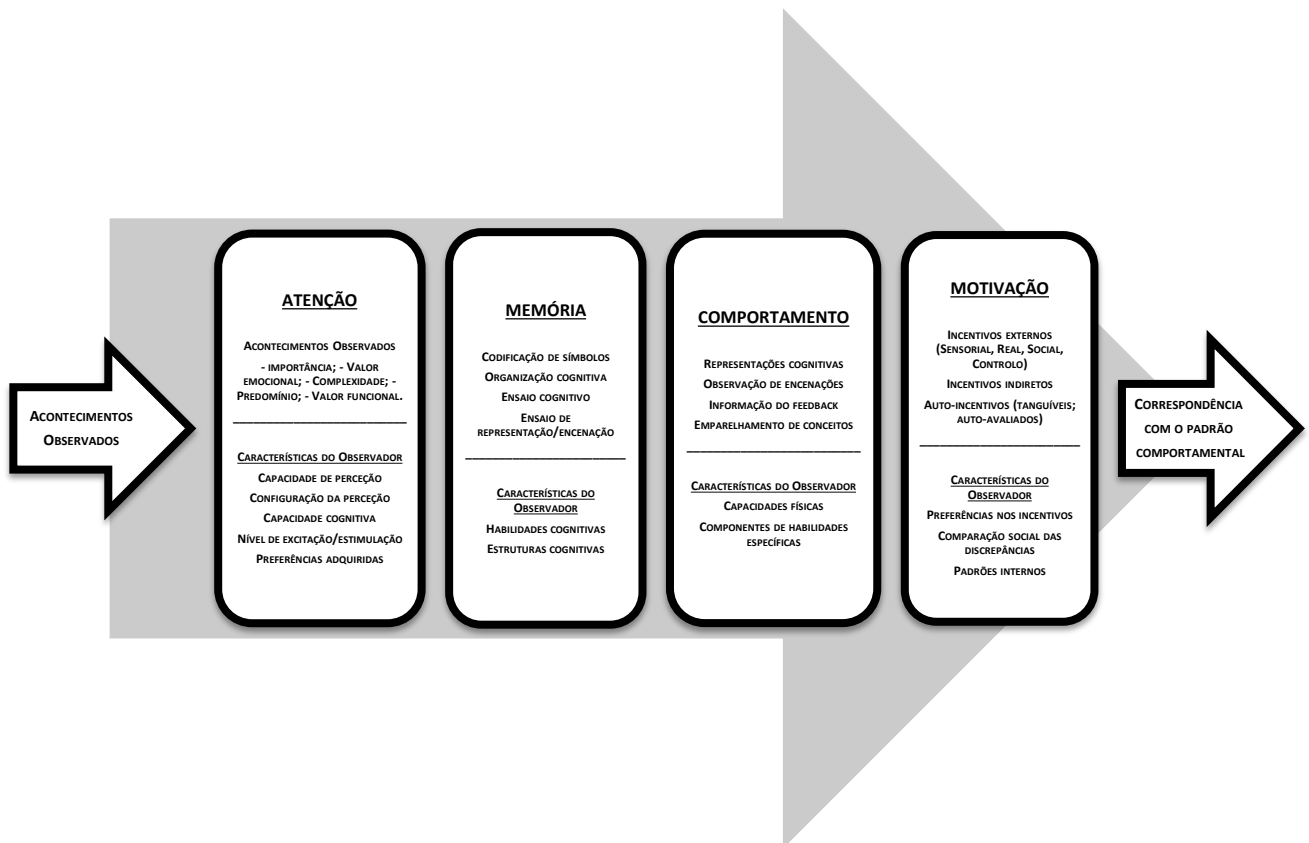 Acontecimentos
Observados
ATENÇÃO
Acontecimentos Observados
- importância; - Valor
emocional; - Complexidade; -
Predomínio; - Valor funcional.
Características do Observador
Capacidade de perceção
Configuração da perceção
Capacidade cognitiva
Nível de excitação/estimulação
Preferências adquiridas
MEMÓRIA
Codificação de símbolos
Organização cognitiva
Ensaio cognitivo
Ensaio de
representação/encenação
Características do
Observador
Habilidades cognitivas
Estruturas cognitivas
COMPORTAMENTO
Representações cognitivas
Observação de encenações
Informação do feedback
Emparelhamento de conceitos
Características do Observador
Capacidades físicas
Componentes de habilidades
específicas
MOTIVAÇÃO
Incentivos externos
(Sensorial, Real, Social,
Controlo)
Incentivos indiretos
Auto-incentivos (tanguíveis;
auto-avaliados)
Características do
Observador
Preferências nos incentivos
Comparação social das
discrepâncias
Padrões internos
Correspondência
com o padrão
comportamental